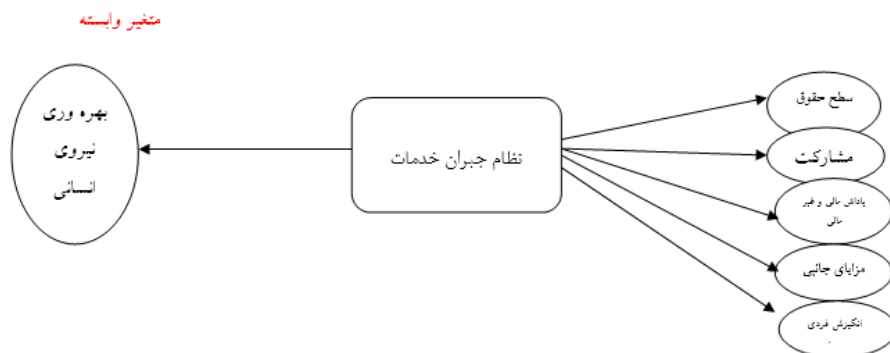 متغیر وابسته
سطح حقوق
مشارکت
پاداش مالی و غیر
مالی
مزایای جانبی
انگیزش فردی
نظام جبران خدمات
بهره وری
نیروی
انسانی